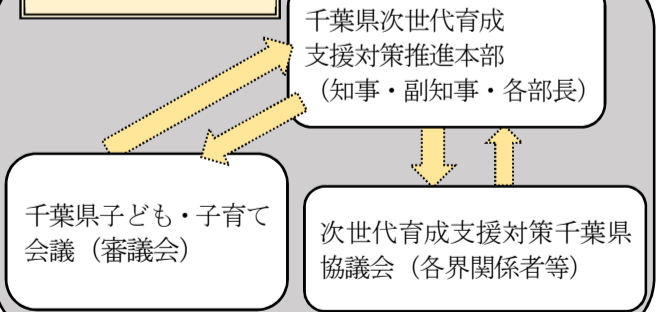 千葉県次世代育成
支援対策推進本部
（知事・副知事・各部長）
千葉県子ども・子育て
会議（審議会）
次世代育成支援対策千葉県
協議会（各界関係者等）